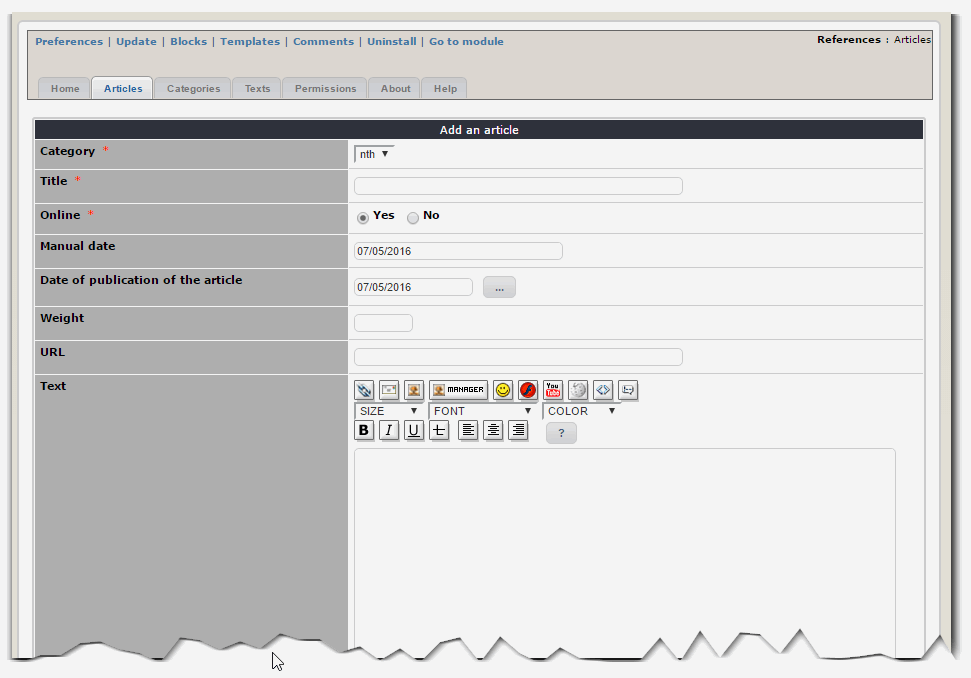 Preferences | Update | Blocks | Templates | Comments | Uninstall | Go to module
References : Articles
Home Articles Categories Texts Permissions About Help
Add an article
Category *
nth ▼
Title *
Online *
Yes No
Manual date
07/05/2016
Date of publication of the article
07/05/2016 ...
Weight
URL
Text
MANAGER You Tube
SIZE ▼ FONT ▼ COLOR ▼
B I U T ?